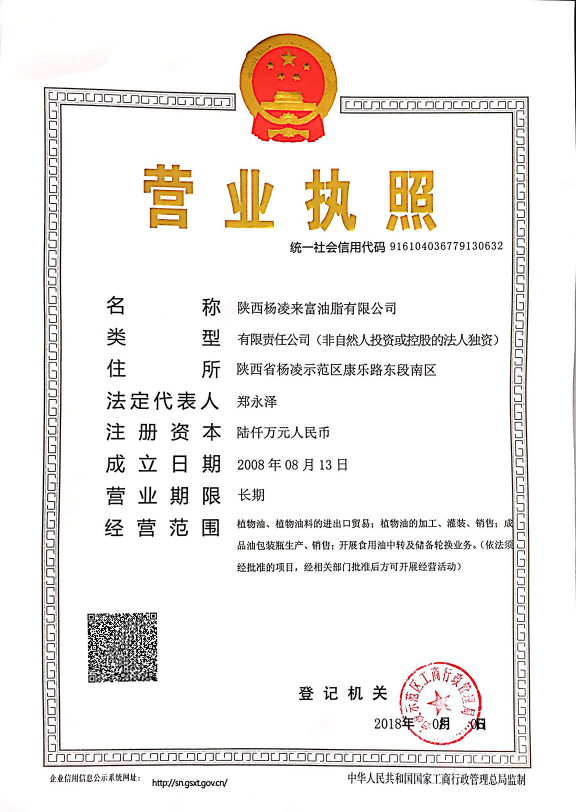 营业执照
统一社会信用代码 916104036779130632
名称 陕西杨凌来富油脂有限公司
类型 有限责任公司（非自然人投资或控股的法人独资）
住所 陕西省杨凌示范区康乐路东段南区
法定代表人 郑永泽
注册资本 陆仟万元人民币
成立日期 2008年08月13日
营业期限 长期
经营范围 植物油、植物油料的进出口贸易；植物油的加工、灌装、销售；成
品油包装瓶生产、销售；开展食用油中转及储备轮换业务。（依法须
经批准的项目，经相关部门批准后方可开展经营活动）
登记机关
示范区工商行政管理局
2018年 月 日
企业信用信息公示系统网址： http://sn.gsxt.gov.cn/
中华人民共和国国家工商行政管理总局监制